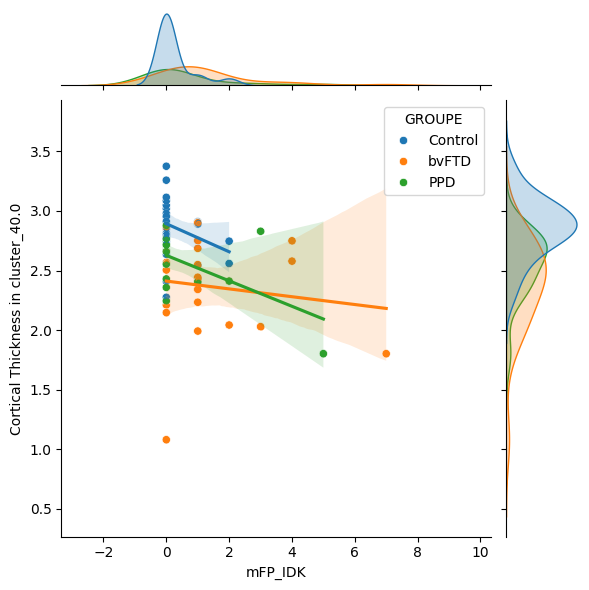 GROUPE
Control
bvFTD
PPD
Cortical Thickness in cluster_40.0
3.5
3.0
2.5
2.0
1.5
1.0
0.5
−2 0 2 4 6 8 10
mFP_IDK